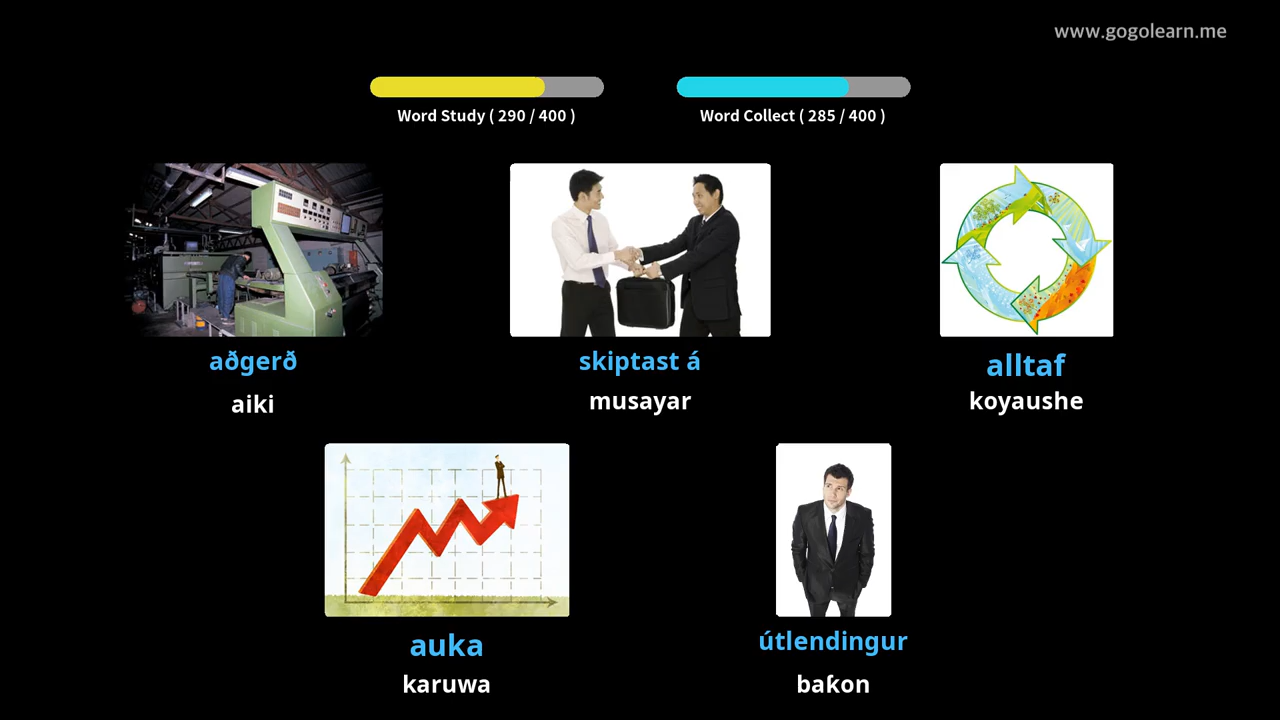 www.gogolearn.me
Word Study ( 290 / 400 )
Word Collect ( 285 / 400 )
aðgerð
aiki
skiptast á
musayar
alltaf
koyaushe
auka
karuwa
útlendingur
baƙon